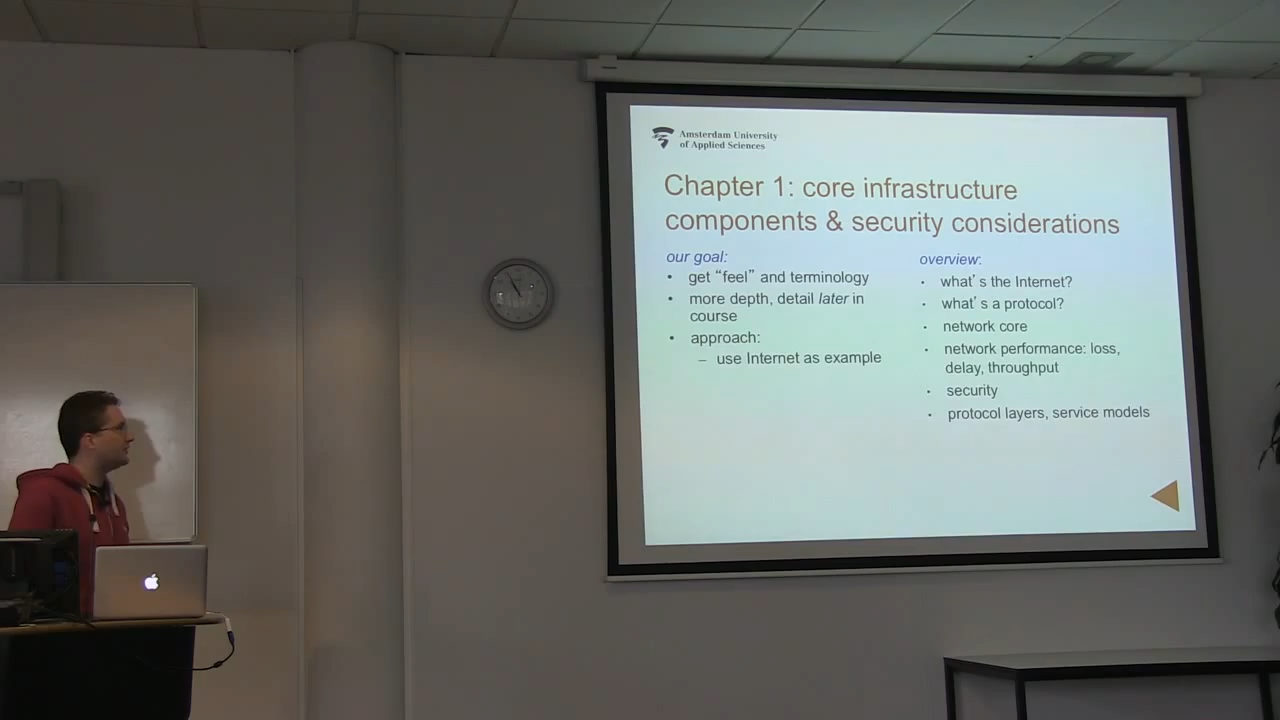 Amsterdam University
of Applied Sciences
Chapter 1: core infrastructure
components & security considerations
our goal:
• get “feel” and terminology
• more depth, detail later in
course
• approach:
– use Internet as example
overview:
• what’s the Internet?
• what’s a protocol?
• network core
• network performance: loss,
delay, throughput
• security
• protocol layers, service models